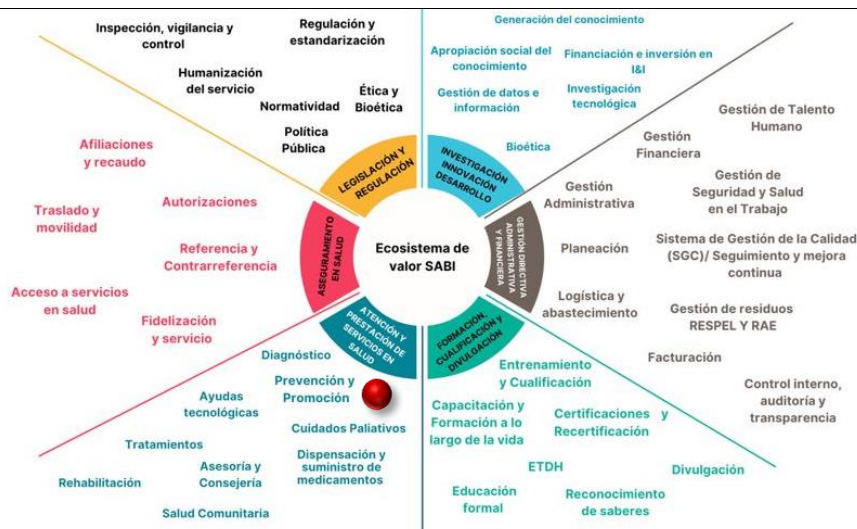 Inspección, vigilancia y
control
Regulación y
estandarización
Humanización
del servicio
Normatividad
Ética y
Bioética
Política
Pública
LEGISLACIÓN Y
REGULACIÓN
Generación del conocimiento
Apropiación social del
conocimiento
Financiación e inversión en
I&I
Gestión de datos e
información
Investigación
tecnológica
Bioética
INVESTIGACIÓN
INNOVACIÓN
DESARROLLO
Gestión de Talento
Humano
Gestión
Financiera
Gestión de
Seguridad y Salud
en el Trabajo
Gestión
Administrativa
Planeación
Sistema de Gestión de la Calidad
(SGC)/ Seguimiento y mejora
continua
Logística y
abastecimiento
Gestión de residuos
RESPEL Y RAE
Facturación
Control interno,
auditoría y
transparencia
GESTIÓN DIRECTIVA
ADMINISTRATIVA
Y FINANCIERA
Ecosistema de
valor SABI
Afiliaciones
y recaudo
Autorizaciones
Traslado y
movilidad
Referencia y
Contrarreferencia
Acceso a servicios
en salud
Fidelización
y servicio
ASEGURAMIENTO
EN SALUD
ATENCIÓN Y
PRESTACIÓN DE
SERVICIOS EN
SALUD
Diagnóstico
Prevención y
Promoción
Ayudas
tecnológicas
Cuidados Paliativos
Tratamientos
Dispensación y
suministro de
medicamentos
Asesoría y
Consejería
Rehabilitación
Salud Comunitaria
FORMACIÓN,
CUALIFICACIÓN y
DIVULGACIÓN
Entrenamiento
y Cualificación
Capacitación y
Formación a lo
largo de la vida
Certificaciones y
Recertificación
ETDH
Divulgación
Educación
formal
Reconocimiento
de saberes